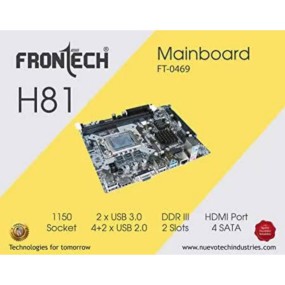 FRONTECH
Mainboard
FT-0469
H81
1150 Socket
2 x USB 3.0
4+2 x USB 2.0
DDR III
2 Slots
HDMI Port
4 SATA
Technologies for tomorrow
www.nuevotechindustries.com